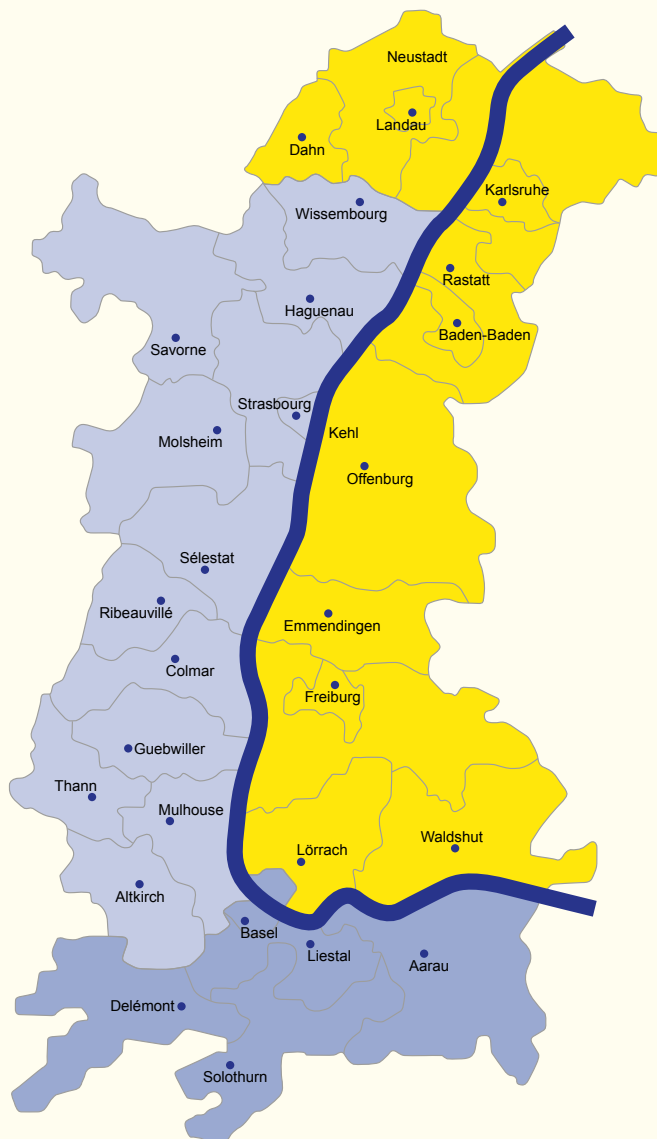 Neustadt
Landau
Dahn
Karlsruhe
Wissembourg
Rastatt
Haguenau
Baden-Baden
Savorne
Strasbourg
Kehl
Molsheim
Offenburg
Sélestat
Ribeauvillé
Emmendingen
Colmar
Freiburg
Guebwiller
Thann
Mulhouse
Waldshut
Lörrach
Altkirch
Basel
Liestal
Aarau
Delémont
Solothurn